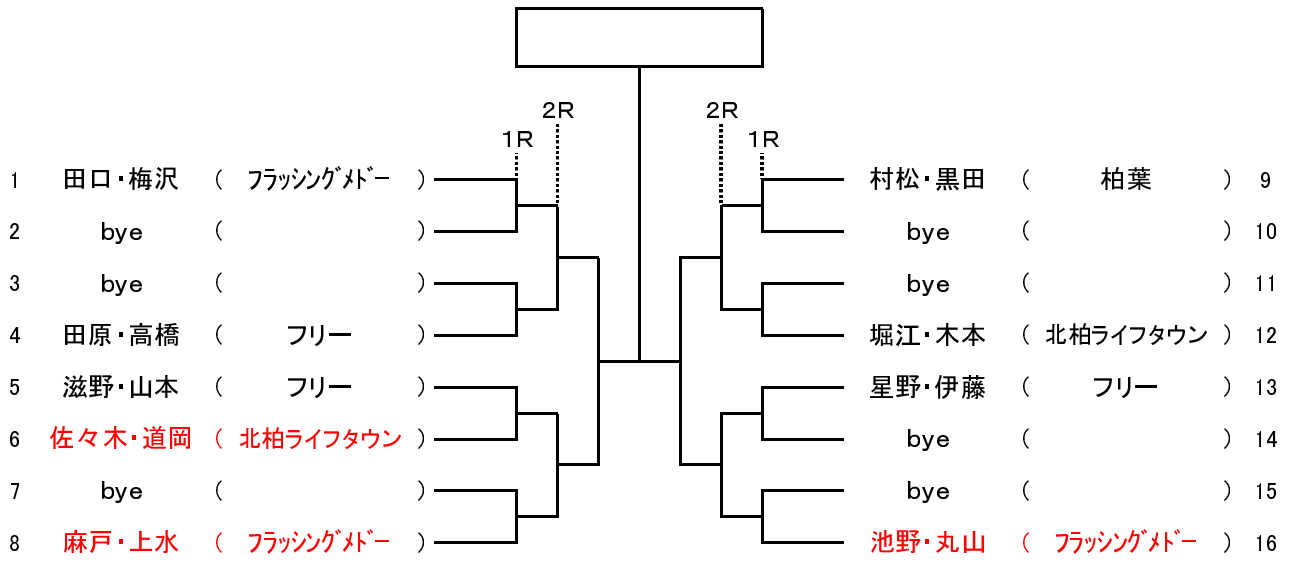 2R 2R
1R 1R
1 田口・梅沢 ( フラッシングメドー ) 村松・黒田 ( 柏葉 ) 9
2 bye ( ) bye ( ) 10
3 bye ( ) bye ( ) 11
4 田原・高橋 ( フリー ) 堀江・木本 ( 北柏ライフタウン ) 12
5 滋野・山本 ( フリー ) 星野・伊藤 ( フリー ) 13
6 佐々木・道岡 ( 北柏ライフタウン ) bye ( ) 14
7 bye ( ) bye ( ) 15
8 麻戸・上水 ( フラッシングメドー ) 池野・丸山 ( フラッシングメドー ) 16